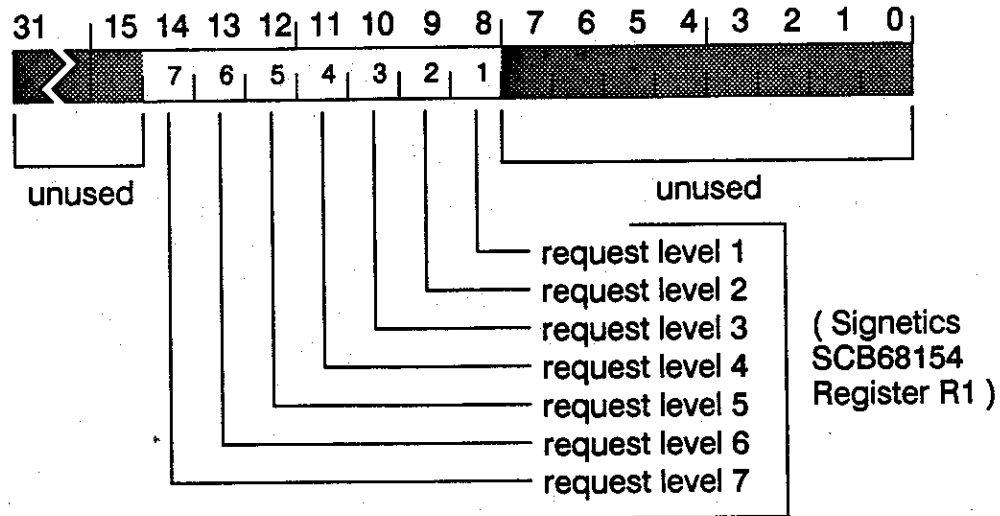 31 15 14 13 12 11 10 9 8 7 6 5 4 3 2 1 0
7 6 5 4 3 2 1
unused
unused
request level 1
request level 2
request level 3
request level 4
request level 5
request level 6
request level 7
( Signetics
SCB68154
Register R1 )